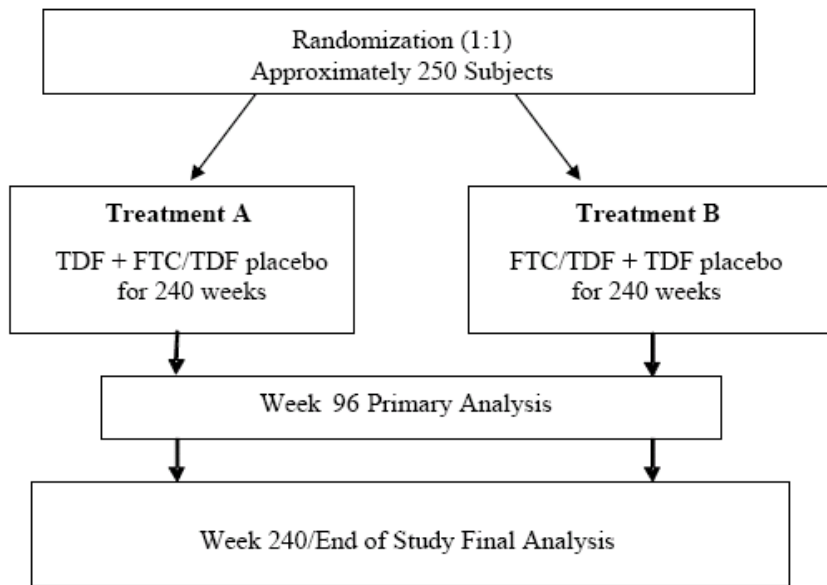 Randomization (1:1)
Approximately 250 Subjects
Treatment A
TDF + FTC/TDF placebo
for 240 weeks
Treatment B
FTC/TDF + TDF placebo
for 240 weeks
Week 96 Primary Analysis
Week 240/End of Study Final Analysis